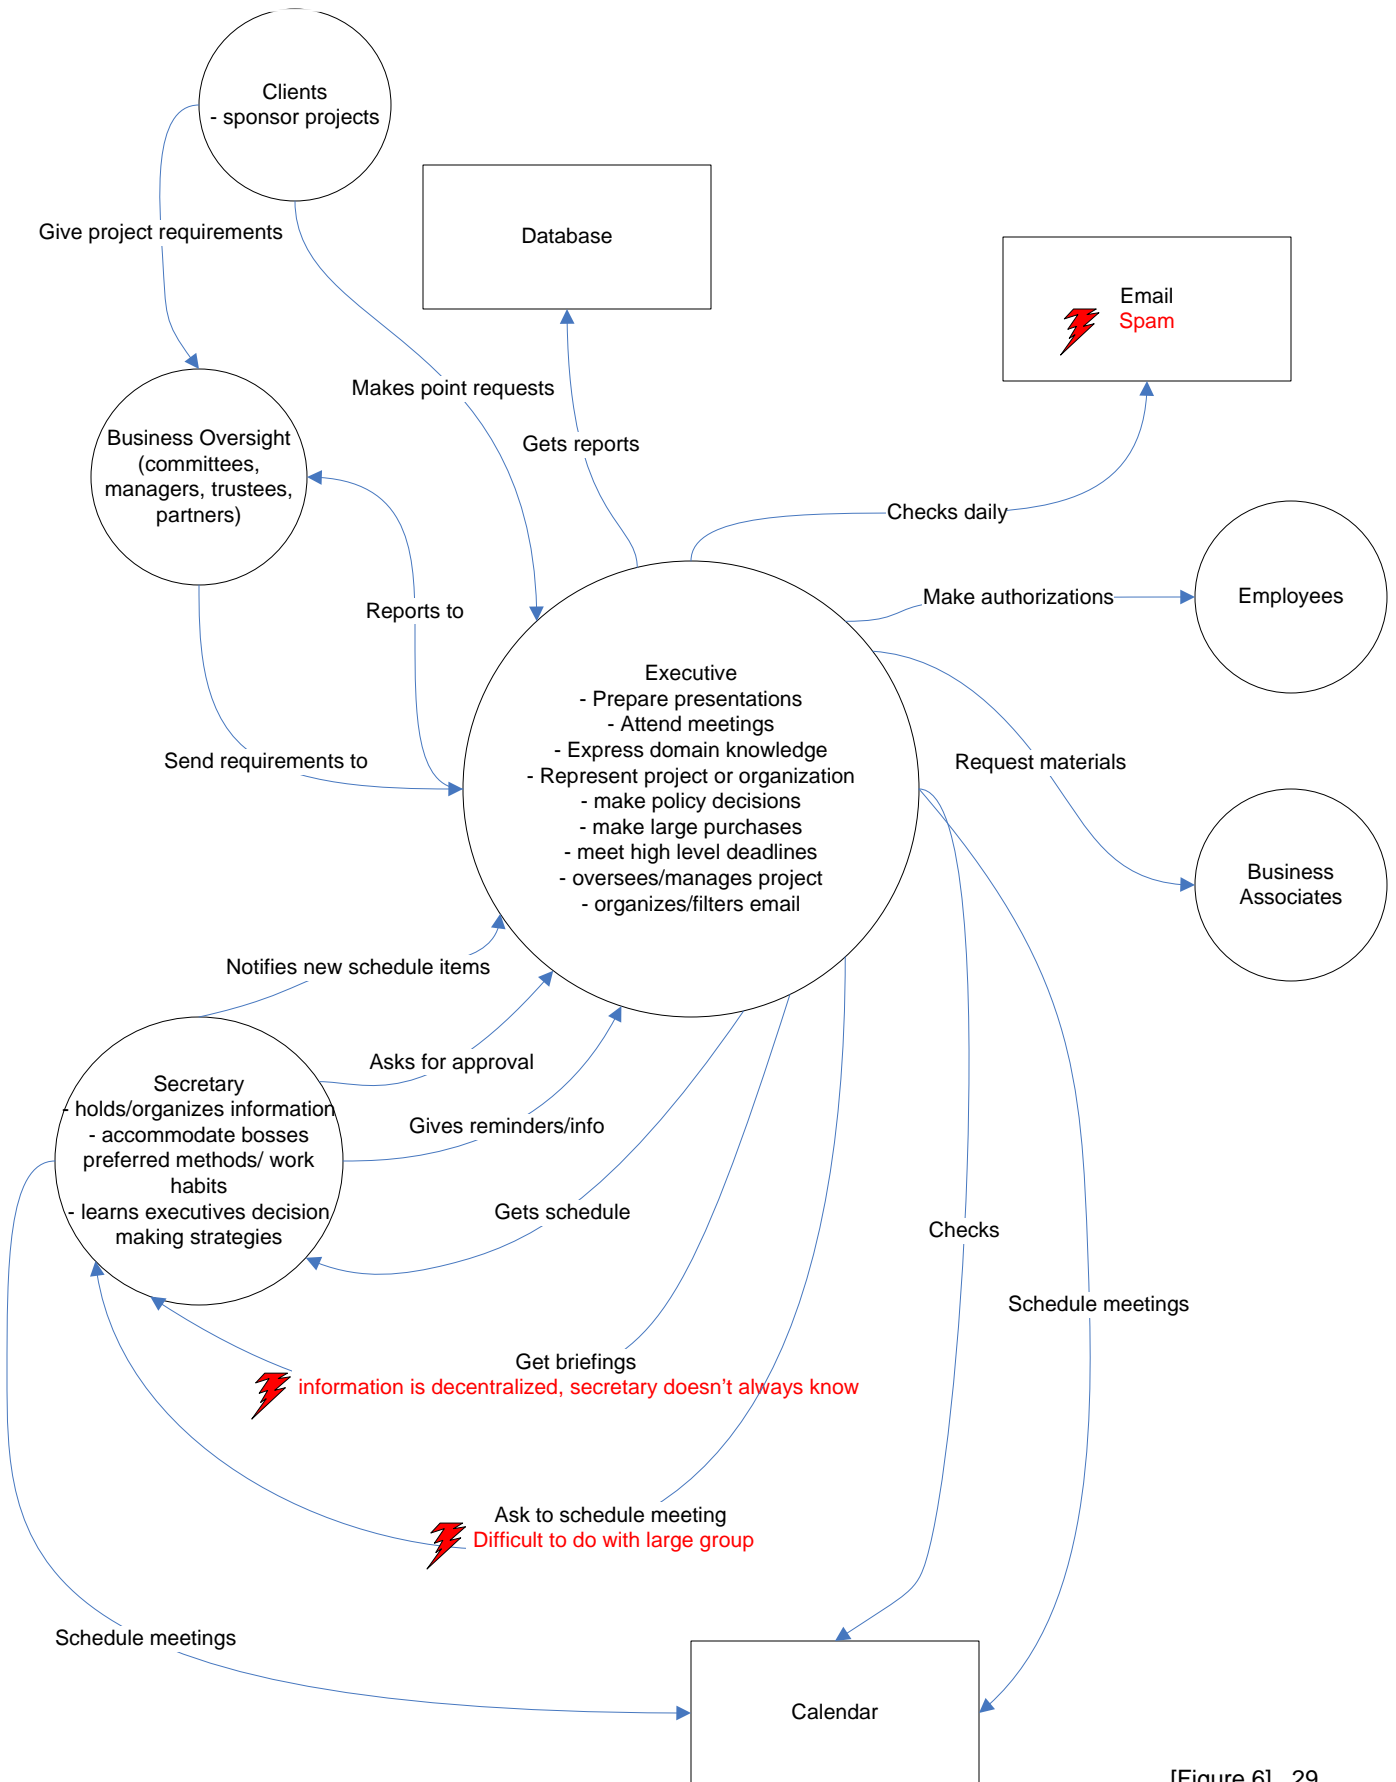 Clients
- sponsor projects
Give project requirements
Database
Email
Spam
Makes point requests
Gets reports
Business Oversight
(committees,
managers, trustees,
partners)
Checks daily
Employees
Make authorizations
Reports to
Send requirements to
Request materials
Executive
- Prepare presentations
- Attend meetings
- Express domain knowledge
- Represent project or organization
- make policy decisions
- make large purchases
- meet high level deadlines
- oversees/manages project
- organizes/filters email
Business
Associates
Notifies new schedule items
Asks for approval
Gives reminders/info
Secretary
- holds/organizes information
- accommodate bosses
preferred methods/ work
habits
- learns executives decision
making strategies
Gets schedule
Checks
Schedule meetings
Get briefings
information is decentralized, secretary doesn't always know
Ask to schedule meeting
Difficult to do with large group
Schedule meetings
Calendar
[Figure 6] 29